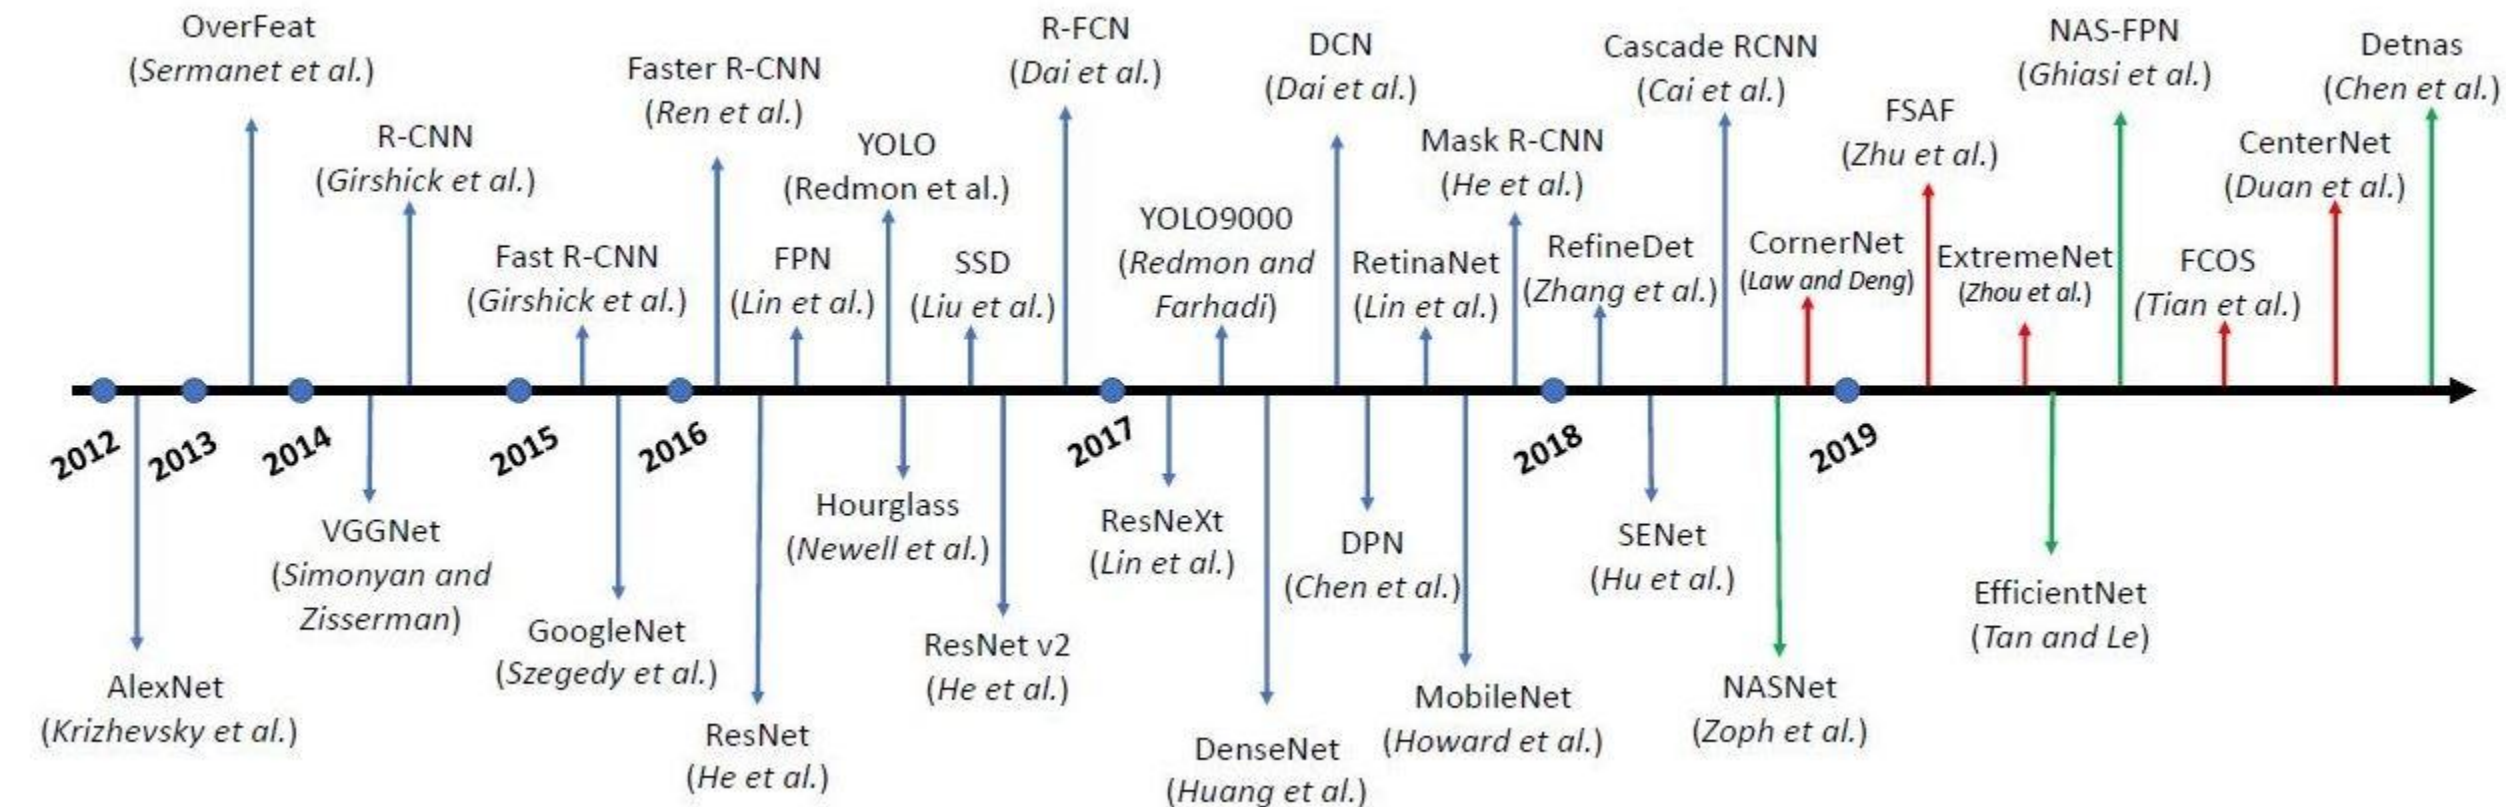 OverFeat
(Sermanet et al.)
R-CNN
(Girshick et al.)
Fast R-CNN
(Girshick et al.)
Faster R-CNN
(Ren et al.)
FPN
(Lin et al.)
YOLO
(Redmon et al.)
SSD
(Liu et al.)
R-FCN
(Dai et al.)
YOLO9000
(Redmon and
Farhadi)
DCN
(Dai et al.)
RetinaNet
(Lin et al.)
Mask R-CNN
(He et al.)
RefineDet
(Zhang et al.)
Cascade RCNN
(Cai et al.)
CornerNet
(Law and Deng)
FSAF
(Zhu et al.)
ExtremeNet
(Zhou et al.)
NAS-FPN
(Ghiasi et al.)
FCOS
(Tian et al.)
CenterNet
(Duan et al.)
Detnas
(Chen et al.)
2012
2013
2014
2015
2016
2017
2018
2019
AlexNet
(Krizhevsky et al.)
VGGNet
(Simonyan and
Zisserman)
GoogleNet
(Szegedy et al.)
ResNet
(He et al.)
Hourglass
(Newell et al.)
ResNet v2
(He et al.)
ResNeXt
(Lin et al.)
DenseNet
(Huang et al.)
DPN
(Chen et al.)
MobileNet
(Howard et al.)
SENet
(Hu et al.)
NASNet
(Zoph et al.)
EfficientNet
(Tan and Le)